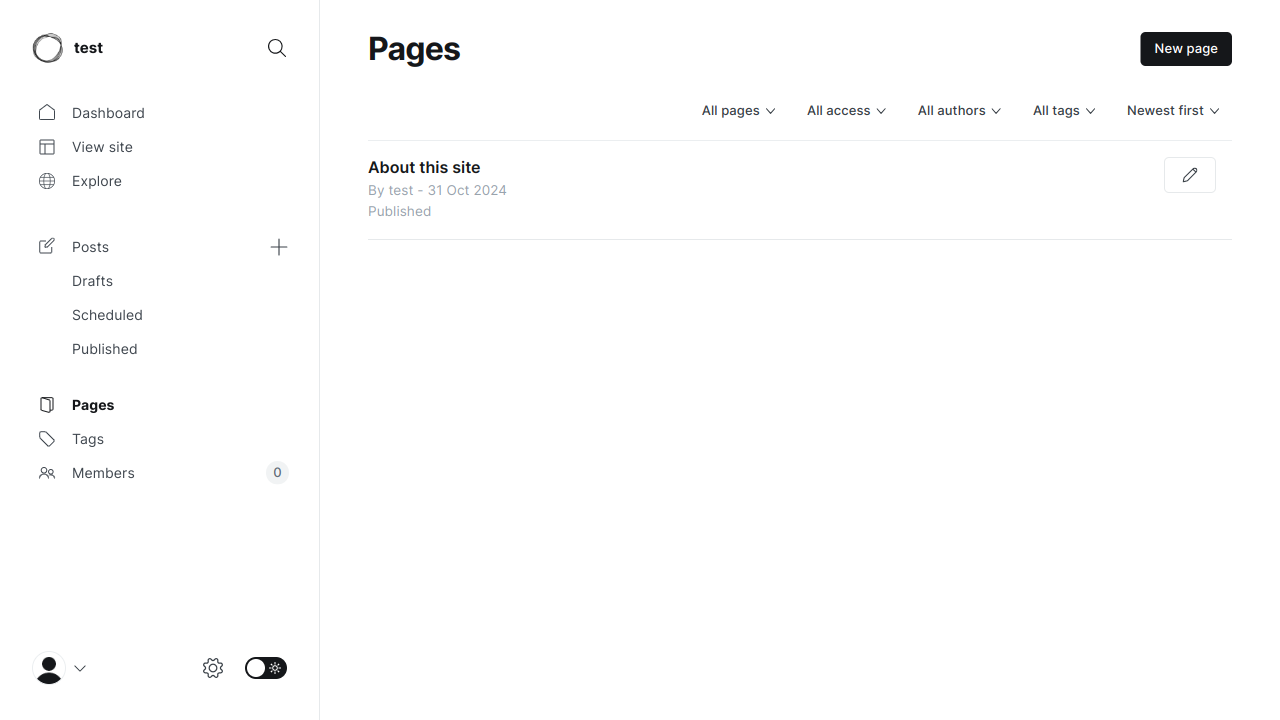 test
Dashboard
View site
Explore
Posts
Drafts
Scheduled
Published
Pages
Tags
Members 0
Pages
New page
All pages All access All authors All tags Newest first
About this site
By test - 31 Oct 2024
Published